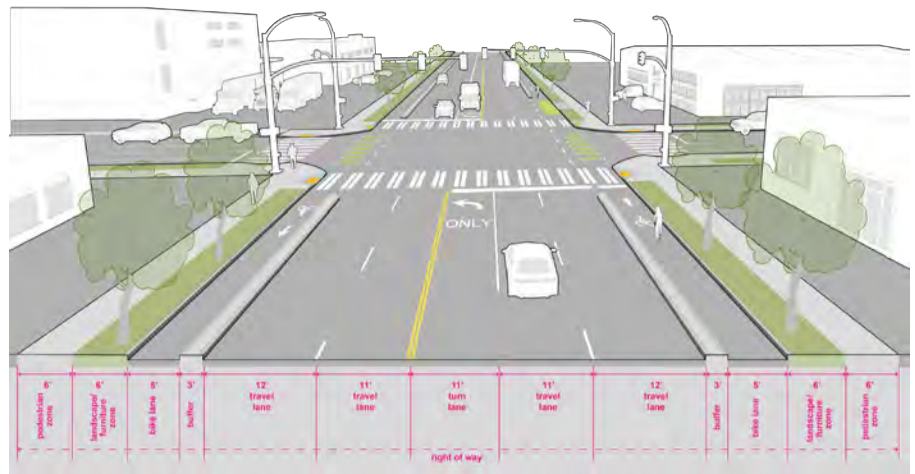 ONLY
6'
pedestrian
zone
6'
landscape/
furniture
zone
5'
bike lane
3'
buffer
12'
travel
lane
11'
travel
lane
11'
turn
lane
11'
travel
lane
12'
travel
lane
3'
buffer
5'
bike lane
6'
landscape/
furniture
zone
6'
pedestrian
zone
right of way